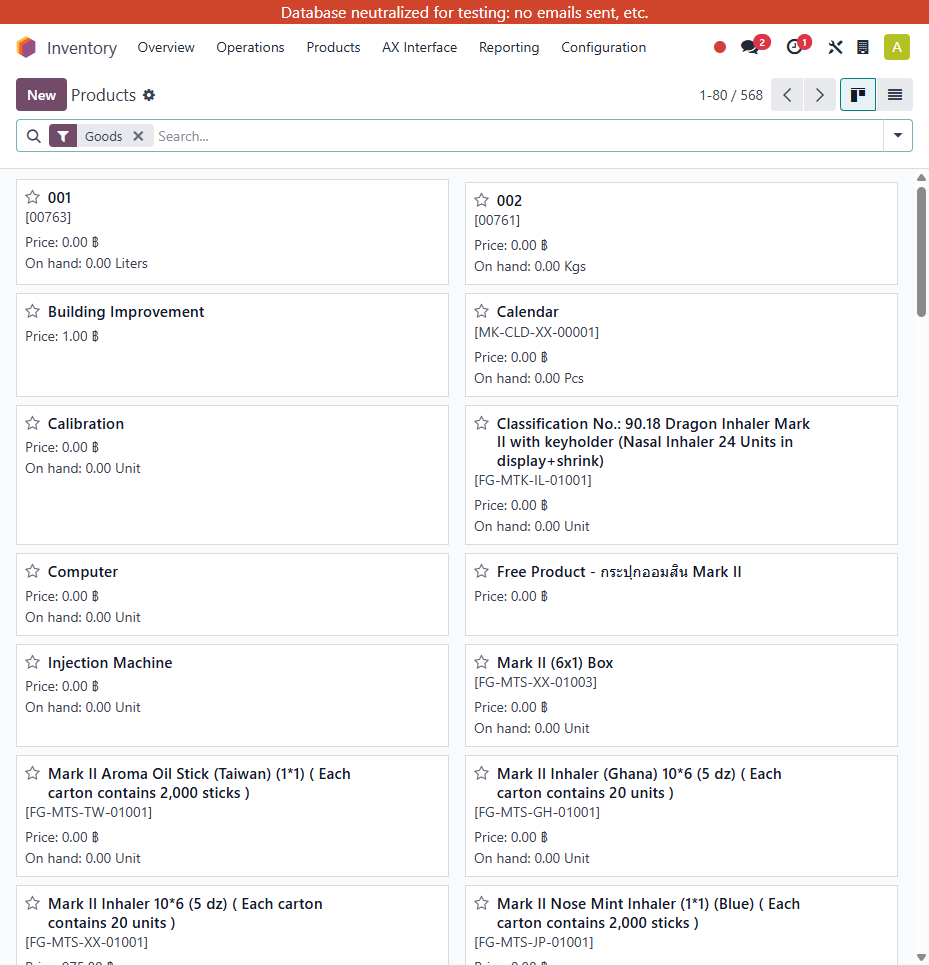 Database neutralized for testing: no emails sent, etc.
Inventory Overview Operations Products AX Interface Reporting Configuration 2 1 A
New Products 1-80 / 568
Goods Search...
001
[00763]
Price: 0.00 ฿
On hand: 0.00 Liters
002
[00761]
Price: 0.00 ฿
On hand: 0.00 Kgs
Building Improvement
Price: 1.00 ฿
Calendar
[MK-CLD-XX-00001]
Price: 0.00 ฿
On hand: 0.00 Pcs
Calibration
Price: 0.00 ฿
On hand: 0.00 Unit
Classification No.: 90.18 Dragon Inhaler Mark
II with keyholder (Nasal Inhaler 24 Units in
display+shrink)
[FG-MTK-IL-01001]
Price: 0.00 ฿
On hand: 0.00 Unit
Computer
Price: 0.00 ฿
On hand: 0.00 Unit
Free Product - กระปุกออมสิน Mark II
Price: 0.00 ฿
Injection Machine
Price: 0.00 ฿
On hand: 0.00 Unit
Mark II (6x1) Box
[FG-MTS-XX-01003]
Price: 0.00 ฿
On hand: 0.00 Unit
Mark II Aroma Oil Stick (Taiwan) (1*1) ( Each
carton contains 2,000 sticks )
[FG-MTS-TW-01001]
Price: 0.00 ฿
On hand: 0.00 Unit
Mark II Inhaler (Ghana) 10*6 (5 dz) ( Each
carton contains 20 units )
[FG-MTS-GH-01001]
Price: 0.00 ฿
On hand: 0.00 Unit
Mark II Inhaler 10*6 (5 dz) ( Each carton
contains 20 units )
[FG-MTS-XX-01001]
Mark II Nose Mint Inhaler (1*1) (Blue) ( Each
carton contains 2,000 sticks )
[FG-MTS-JP-01001]